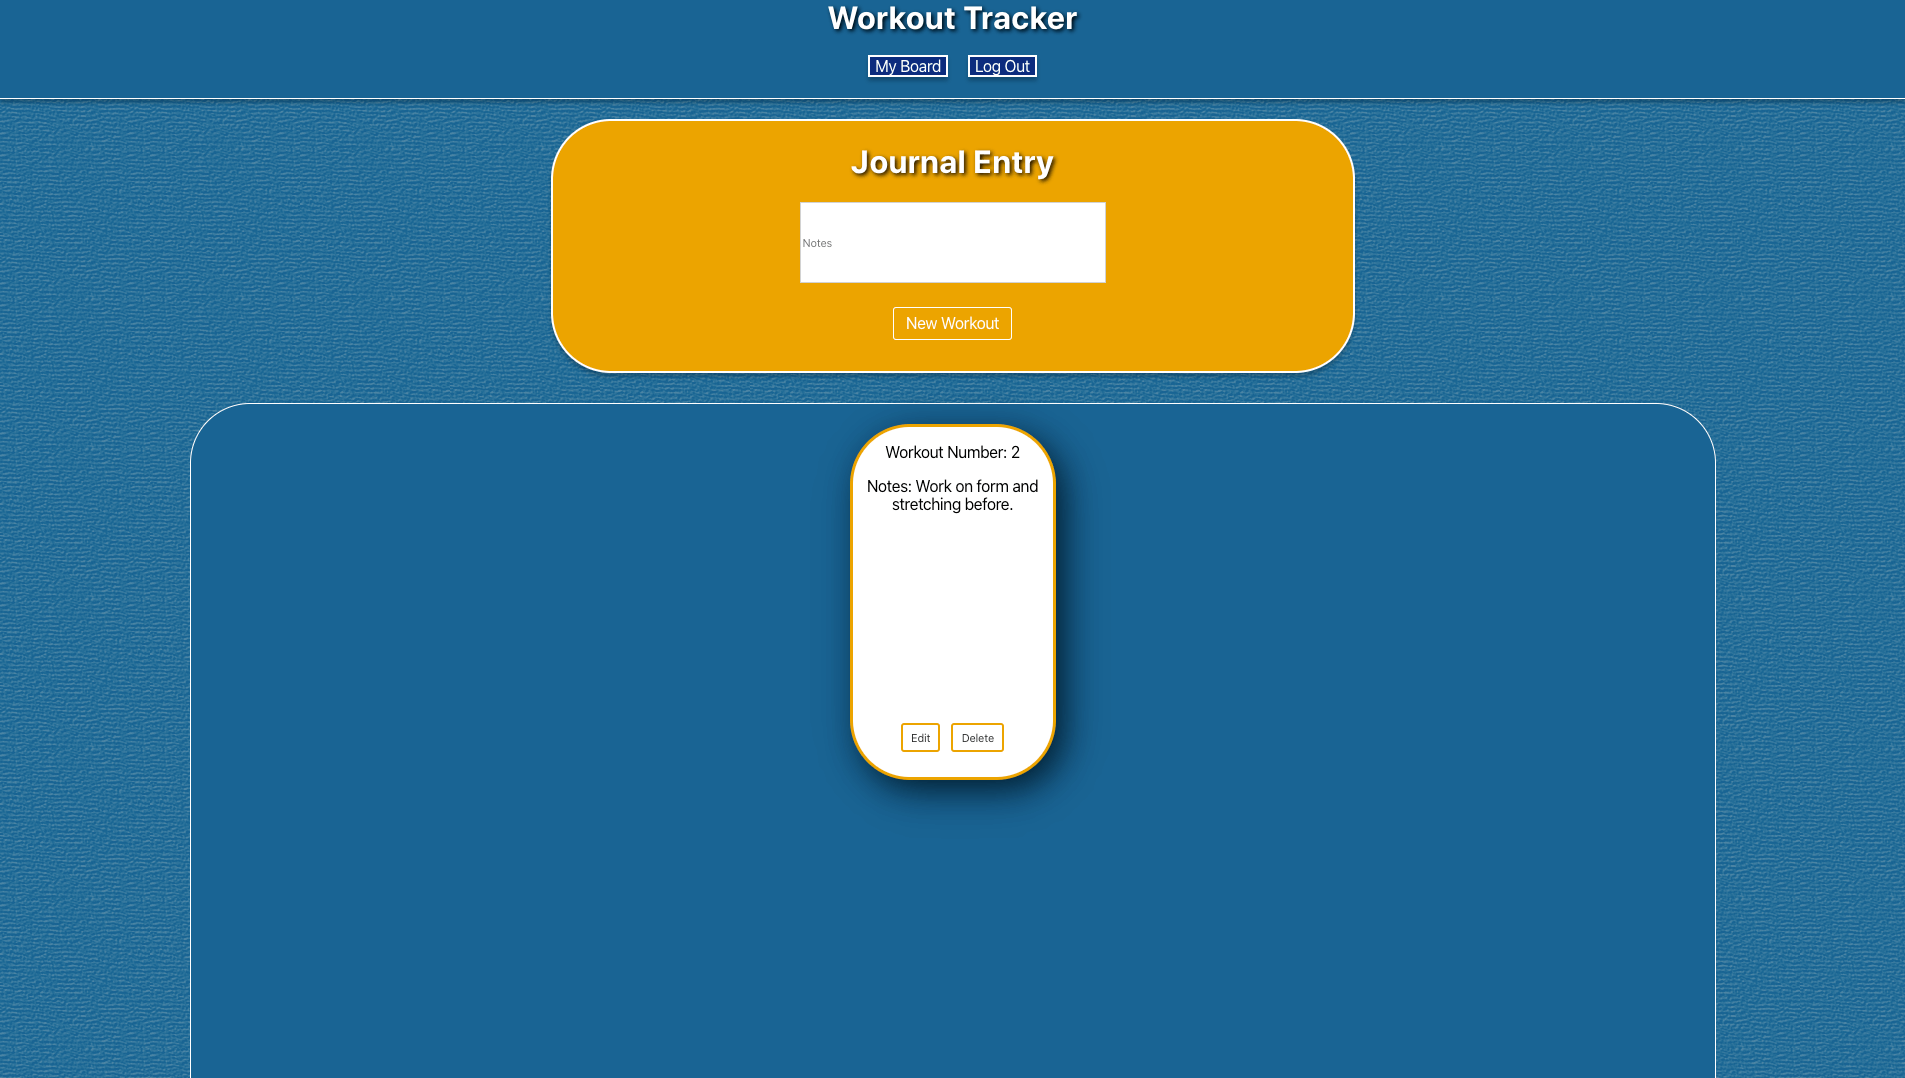 Workout Tracker
My Board
Log Out
Journal Entry
Notes
New Workout
Workout Number: 2
Notes: Work on form and
stretching before.
Edit
Delete